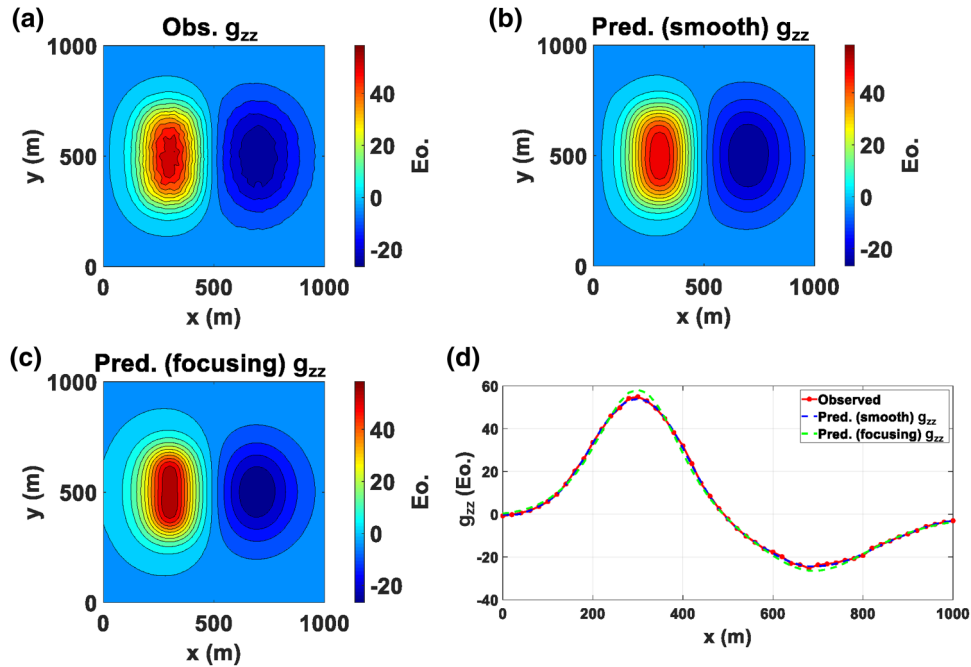 (a)
Obs. gzz
1000
500
0
y (m)
0 500 1000
x (m)
40
20
0
-20
Eo.
(b)
Pred. (smooth) gzz
1000
500
0
y (m)
0 500 1000
x (m)
40
20
0
-20
Eo.
(c)
Pred. (focusing) gzz
1000
500
0
y (m)
0 500 1000
x (m)
40
20
0
-20
Eo.
(d)
60
40
20
0
-20
-40
gzz (Eo.)
Observed
Pred. (smooth) gzz
Pred. (focusing) gzz
0 200 400 600 800 1000
x (m)